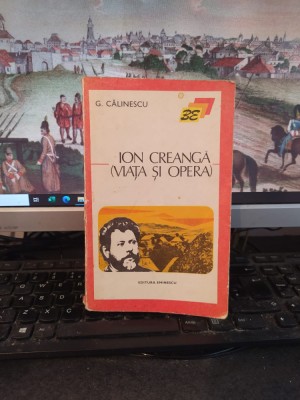 G. CĂLINESCU
BE
ION CREANGĂ
(VIAȚA ȘI OPERA)
EDITURA EMINESCU